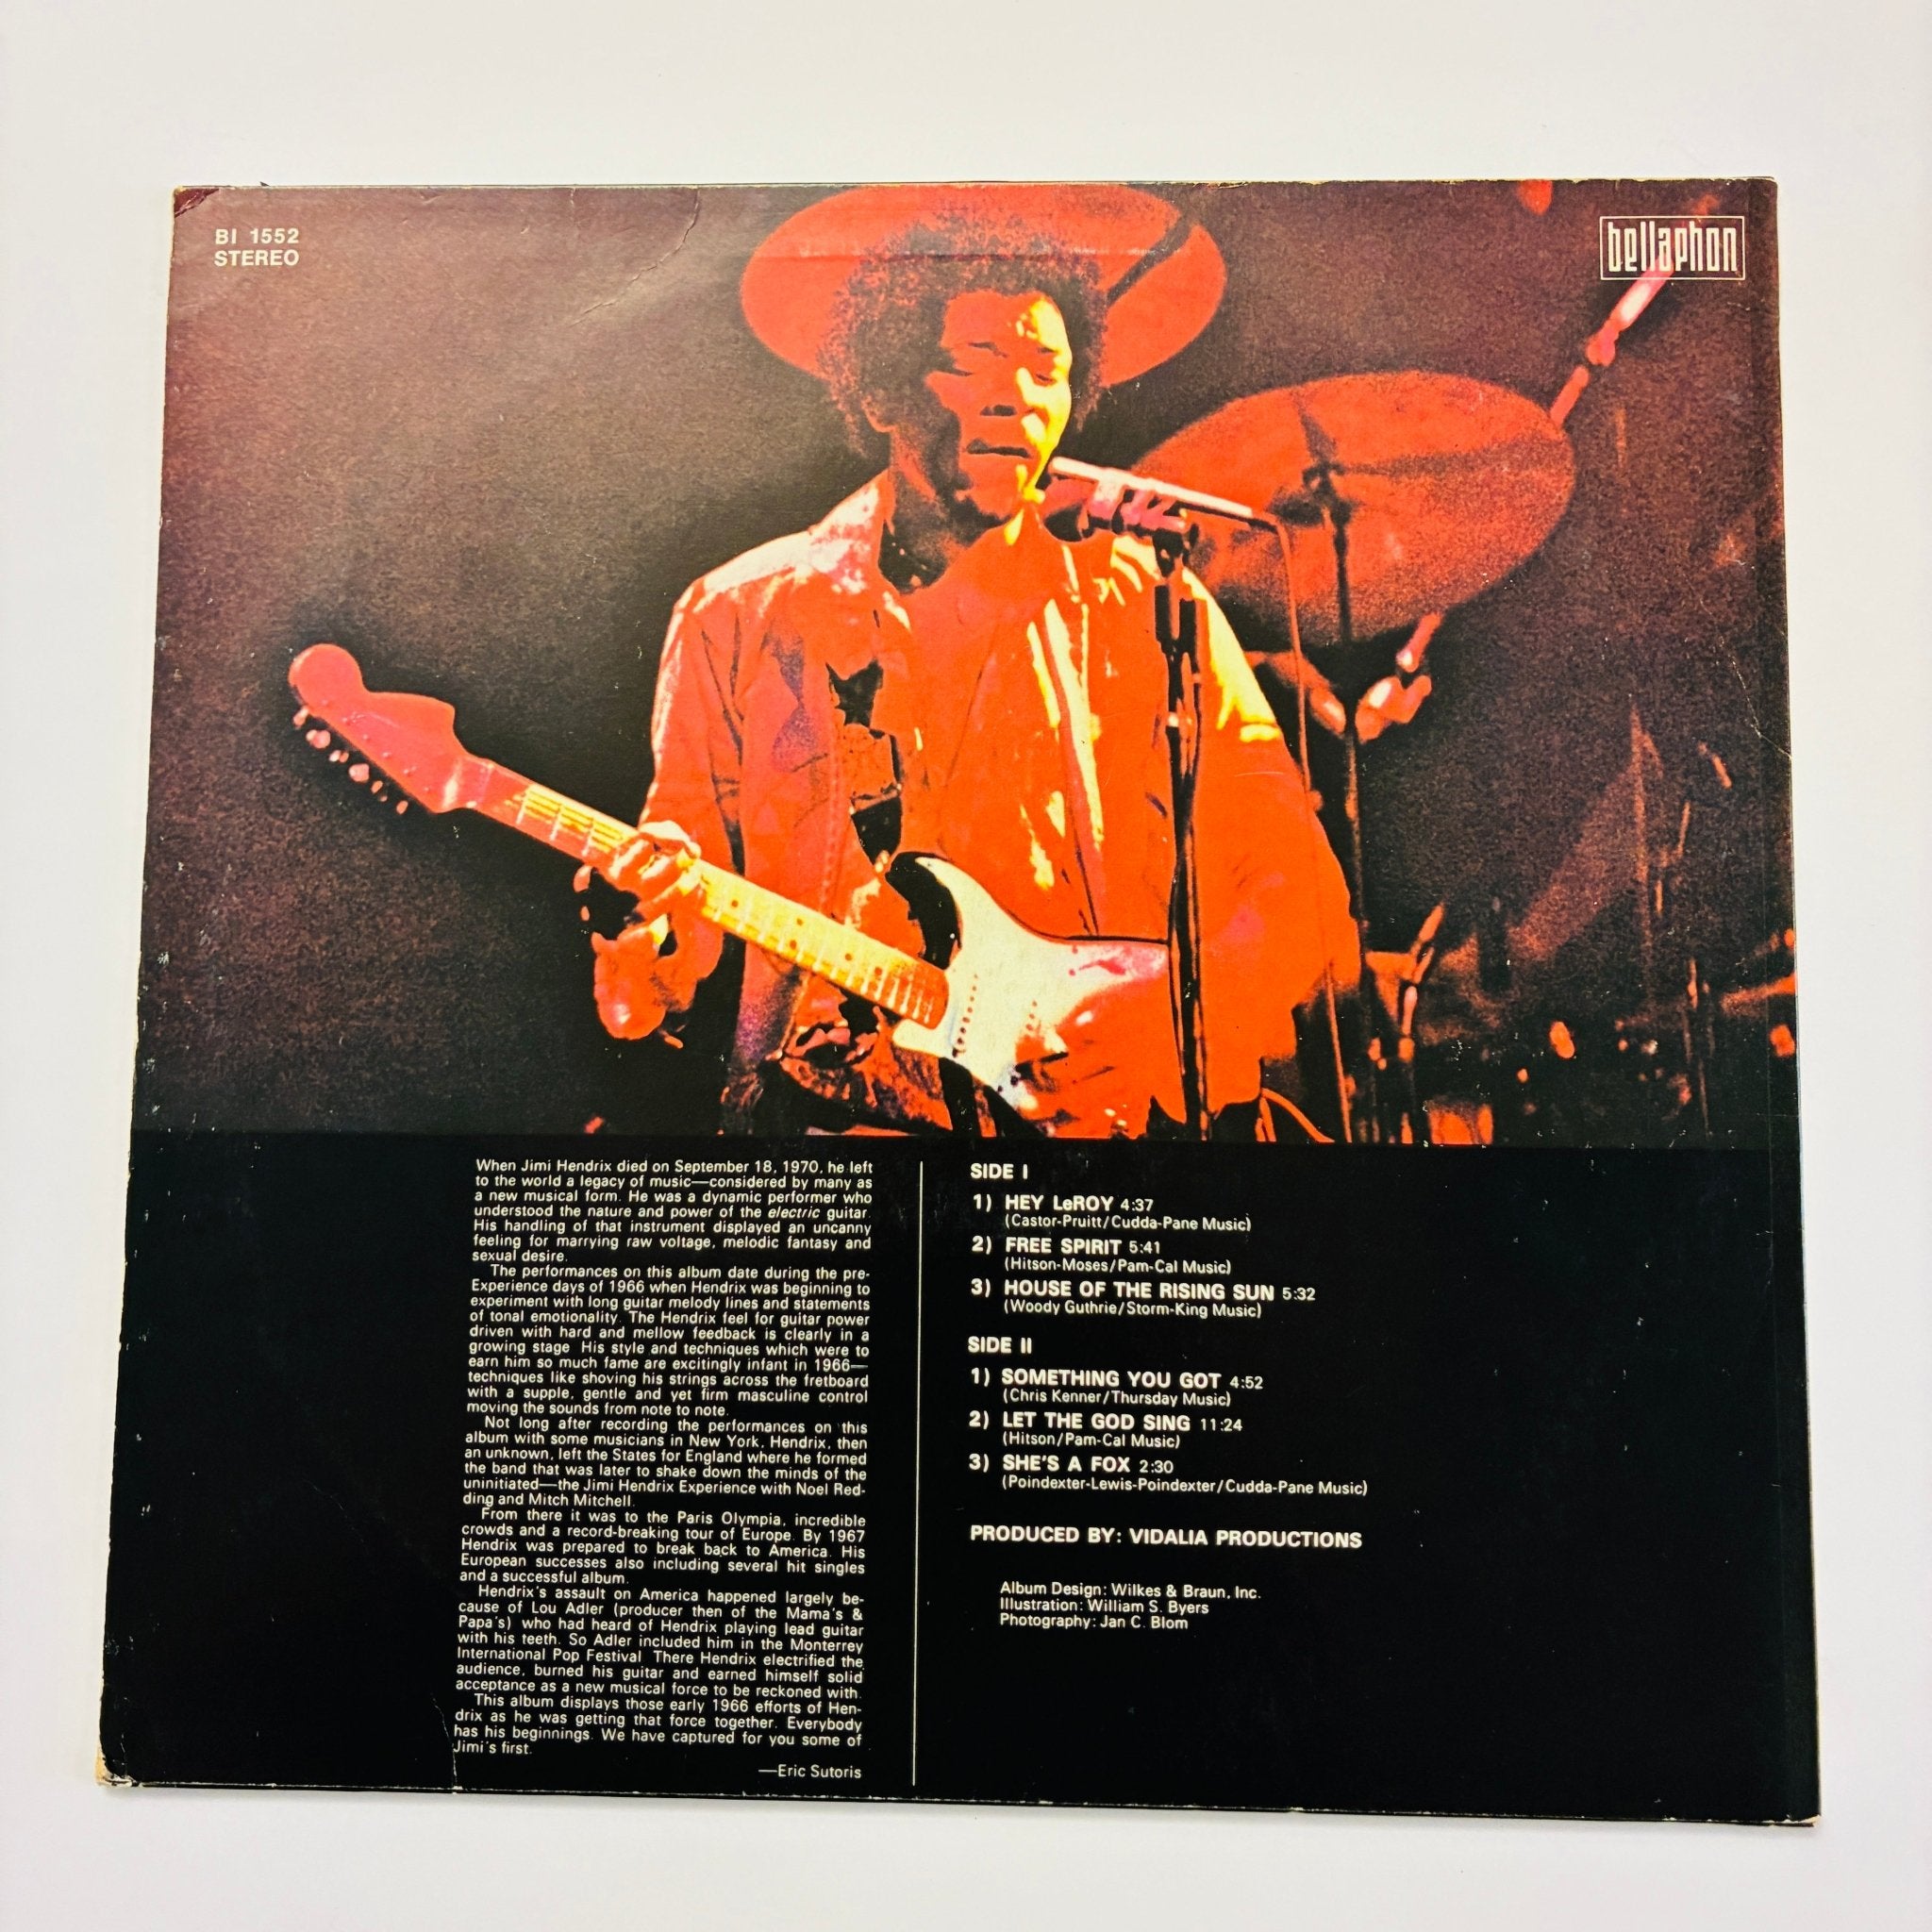 BI 1552
STEREO
bellaphon
When Jimi Hendrix died on September 18, 1970, he left
to the world a legacy of music—considered by many as
a new musical form. He was a dynamic performer who
understood the nature and power of the electric guitar.
His handling of that instrument displayed an uncanny
feeling for marrying raw voltage, melodic fantasy and
sexual desire.
The performances on this album date during the pre-
Experience days of 1966 when Hendrix was beginning to
experiment with long guitar melody lines and statements
of tonal emotionality. The Hendrix feel for guitar power
driven with hard and mellow feedback is clearly in a
growing stage. His style and techniques which were to
earn him so much fame are excitingly infant in 1966—
techniques like shoving his strings across the fretboard
with a supple, gentle and yet firm masculine control
moving the sounds from note to note.
Not long after recording the performances on this
album with some musicians in New York, Hendrix, then
an unknown, left the States for England where he formed
the band that was later to shake down the minds of the
uninitiated—the Jimi Hendrix Experience with Noel Red-
ding and Mitch Mitchell.
From there it was to the Paris Olympia, incredible
crowds and a record-breaking tour of Europe. By 1967
Hendrix was prepared to break back to America. His
European successes also including several hit singles
and a successful album.
Hendrix's assault on America happened largely be-
cause of Lou Adler (producer then of the Mama's &
Papa's) who had heard of Hendrix playing lead guitar
with his teeth. So Adler included him in the Monterrey
International Pop Festival. There Hendrix electrified the
audience, burned his guitar and earned himself solid
acceptance as a new musical force to be reckoned with.
This album displays those early 1966 efforts of Hen-
drix as he was getting that force together. Everybody
has his beginnings. We have captured for you some of
Jimi's first.
—Eric Sutoris
SIDE I
1) HEY LeROY 4:37
(Castor-Pruitt/Cudda-Pane Music)
2) FREE SPIRIT 5:41
(Hitson-Moses/Pam-Cal Music)
3) HOUSE OF THE RISING SUN 5:32
(Woody Guthrie/Storm-King Music)
SIDE II
1) SOMETHING YOU GOT 4:52
(Chris Kenner/Thursday Music)
2) LET THE GOD SING 11:24
(Hitson/Pam-Cal Music)
3) SHE'S A FOX 2:30
(Poindexter-Lewis-Poindexter/Cudda-Pane Music)
PRODUCED BY: VIDALIA PRODUCTIONS
Album Design: Wilkes & Braun, Inc.
Illustration: William S. Byers
Photography: Jan C. Blom